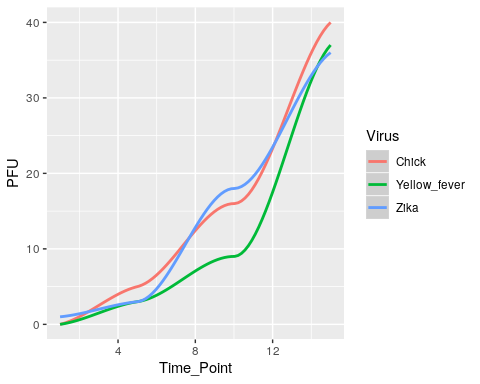 40
30
20
10
0
PFU
4 8 12
Time_Point
Virus
Chick
Yellow_fever
Zika